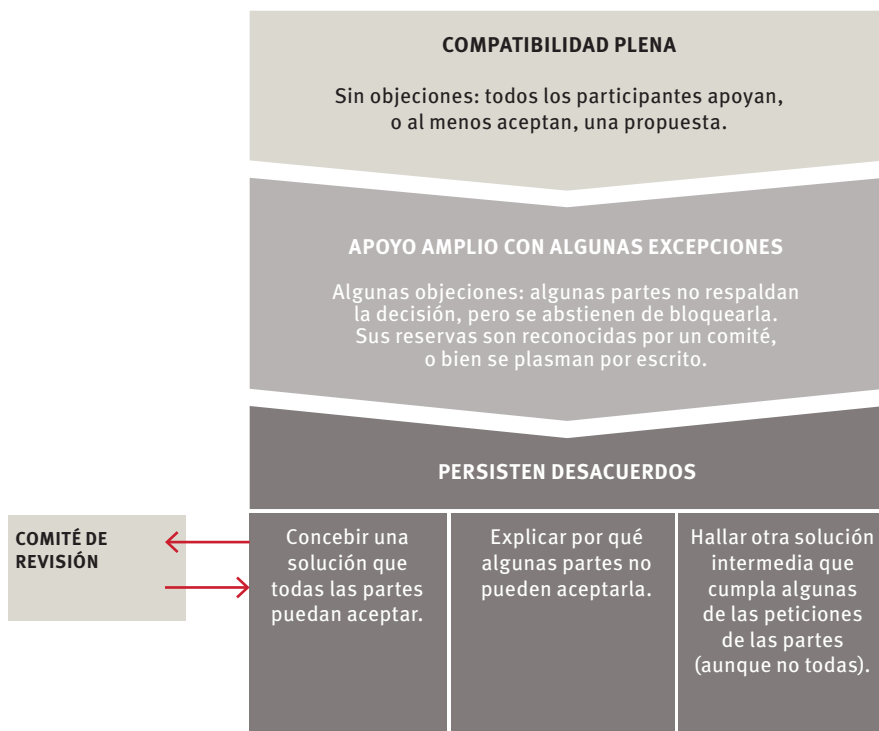 COMPATIBILIDAD PLENA
Sin objeciones: todos los participantes apoyan,
o al menos aceptan, una propuesta.
APOYO AMPLIO CON ALGUNAS EXCEPCIONES
Algunas objeciones: algunas partes no respaldan
la decisión, pero se abstienen de bloquearla.
Sus reservas son reconocidas por un comité,
o bien se plasman por escrito.
PERSISTEN DESACUERDOS
COMITÉ DE
REVISIÓN
Concebir una
solución que
todas las partes
puedan aceptar.
Explicar por qué
algunas partes no
pueden aceptarla.
Hallar otra solución
intermedia que
cumpla algunas
de las peticiones
de las partes
(aunque no todas).